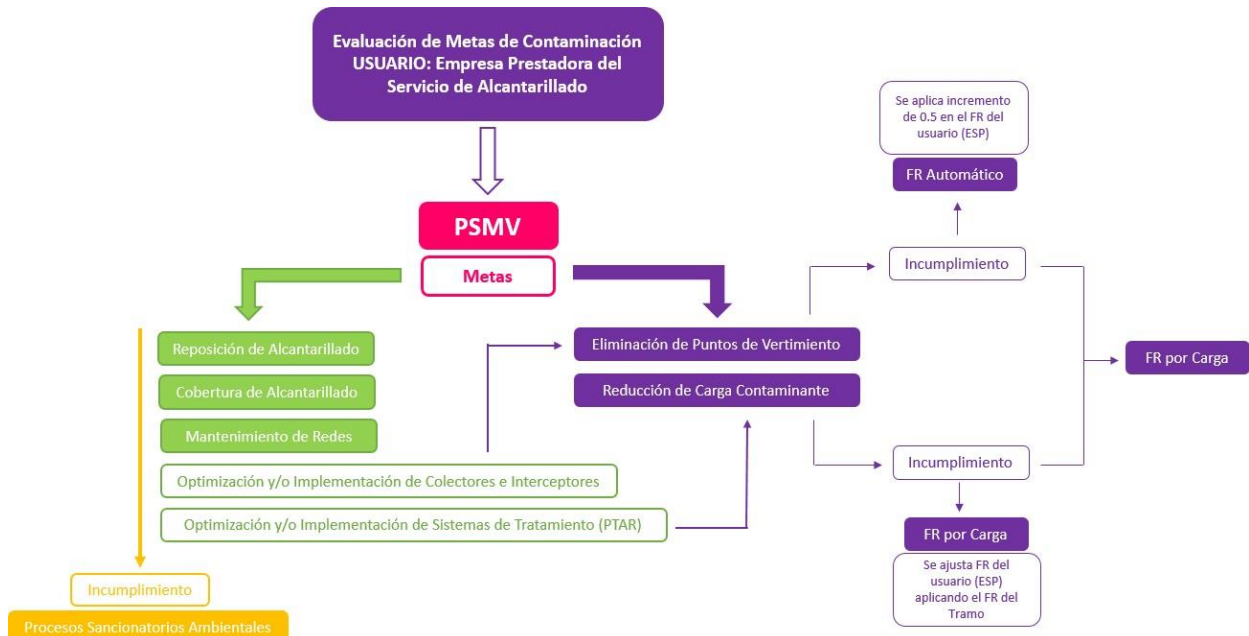 Evaluación de Metas de Contaminación
USUARIO: Empresa Prestadora del
Servicio de Alcantarillado
Se aplica incremento
de 0.5 en el FR del
usuario (ESP)
FR Automático
PSMV
Metas
Incumplimiento
Reposición de Alcantarillado
Cobertura de Alcantarillado
Mantenimiento de Redes
Optimización y/o Implementación de Colectores e Interceptores
Optimización y/o Implementación de Sistemas de Tratamiento (PTAR)
Eliminación de Puntos de Vertimiento
Reducción de Carga Contaminante
FR por Carga
Incumplimiento
FR por Carga
Se ajusta FR del
usuario (ESP)
aplicando el FR del
Tramo
Incumplimiento
Procesos Sancionatorios Ambientales